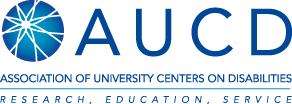 AUCD
ASSOCIATION OF UNIVERSITY CENTERS ON DISABILITIES
RESEARCH, EDUCATION, SERVICE